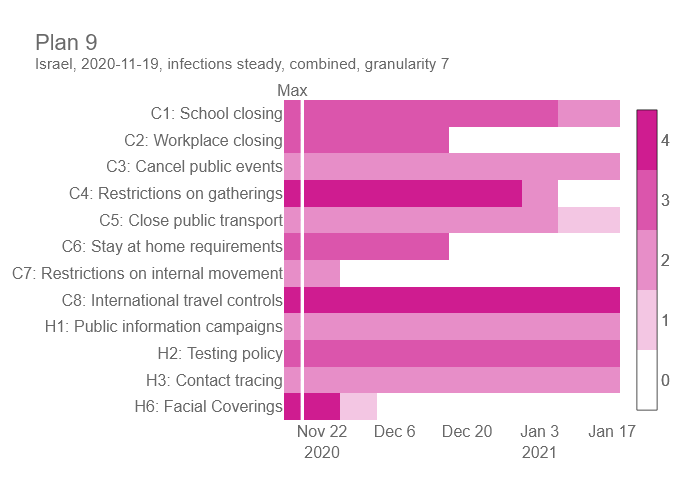 Plan 9
Israel, 2020-11-19, infections steady, combined, granularity 7
Max
C1: School closing
C2: Workplace closing
C3: Cancel public events
C4: Restrictions on gatherings
C5: Close public transport
C6: Stay at home requirements
C7: Restrictions on internal movement
C8: International travel controls
H1: Public information campaigns
H2: Testing policy
H3: Contact tracing
H6: Facial Coverings
Nov 22 Dec 6 Dec 20 Jan 3 Jan 17
2020 2021
4
3
2
1
0